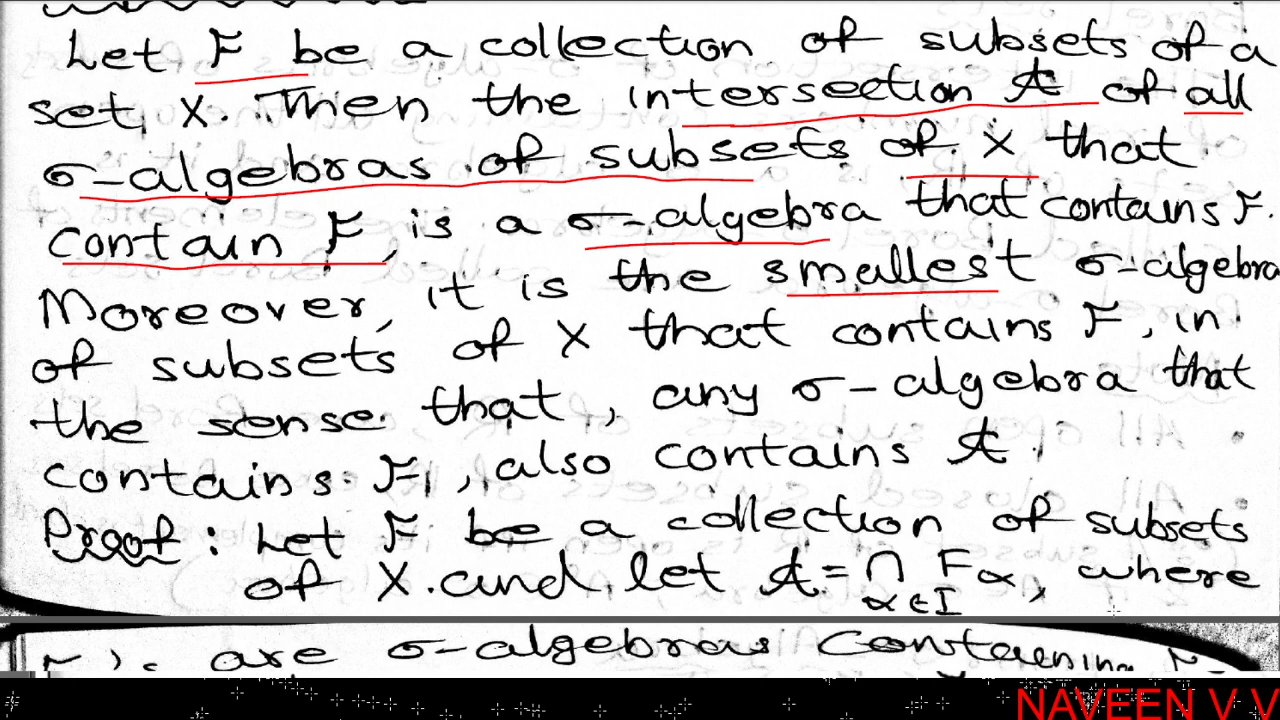 Let F be a collection of subsets of a
set X. Then the intersection A of all
σ-algebras of subsets of X that
contain F, is a σ-algebra that contains F.
Moreover, it is the smallest σ-algebra
of subsets of X that contains F, in
the sense that, any σ-algebra that
contains F, also contains A.
Proof: Let F be a collection of subsets
of X. and let A = ∩ Fα, where
α∈I
are σ-algebras containing F
NAVEEN V V